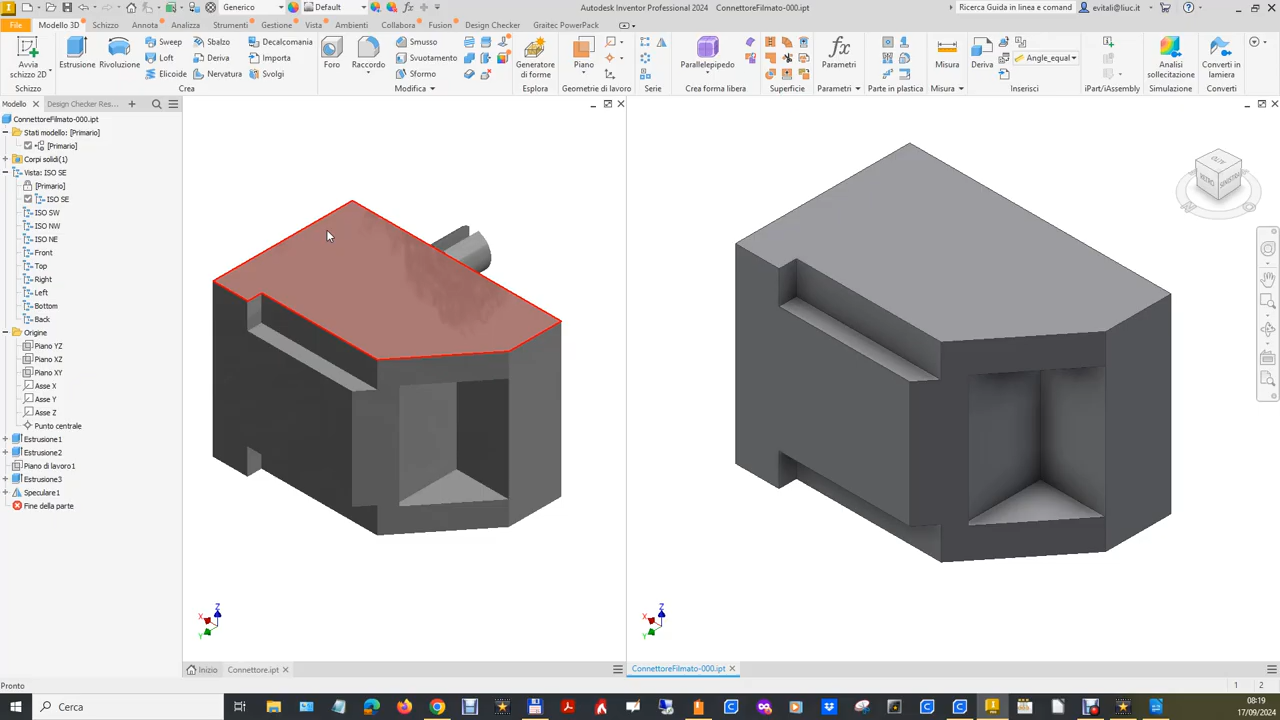 Generico
Default
Autodesk Inventor Professional 2024   ConnettoreFilmato-000.ipt
Ricerca Guida in linea e comandi
evitali@liuc.it
File
Modello 3D
Schizzo
Annota
Analizza
Strumenti
Gestione
Vista
Ambienti
Collabora
Fusion
Design Checker
Graitec PowerPack
Avvia
schizzo 2D
Estrusione
Rivoluzione
Sweep
Loft
Elicoide
Sbalzo
Deriva
Nervatura
Decalcomania
Importa
Svolgi
Foro
Raccordo
Smusso
Svuotamento
Sformo
Generatore
di forme
Piano
Parallelepipedo
Parametri
Misura
Deriva
Angle_equal
Analisi
sollecitazione
Converti in
lamiera
Schizzo
Crea
Modifica
Esplora
Geometrie di lavoro
Serie
Crea forma libera
Superficie
Parametri
Parte in plastica
Misura
Inserisci
iPart/iAssembly
Simulazione
Converti
Modello
Design Checker Res...
ConnettoreFilmato-000.ipt
Stati modello: [Primario]
[Primario]
Corpi solidi(1)
Vista: ISO SE
[Primario]
ISO SE
ISO SW
ISO NW
ISO NE
Front
Top
Right
Left
Bottom
Back
Origine
Piano YZ
Piano XZ
Piano XY
Asse X
Asse Y
Asse Z
Punto centrale
Estrusione1
Estrusione2
Piano di lavoro1
Estrusione3
Speculare1
Fine della parte
RETRO
SINISTRA
X
Y
Z
X
Y
Z
Inizio
Connettore.ipt
ConnettoreFilmato-000.ipt
Pronto
1
2
Cerca
08:19
17/09/2024